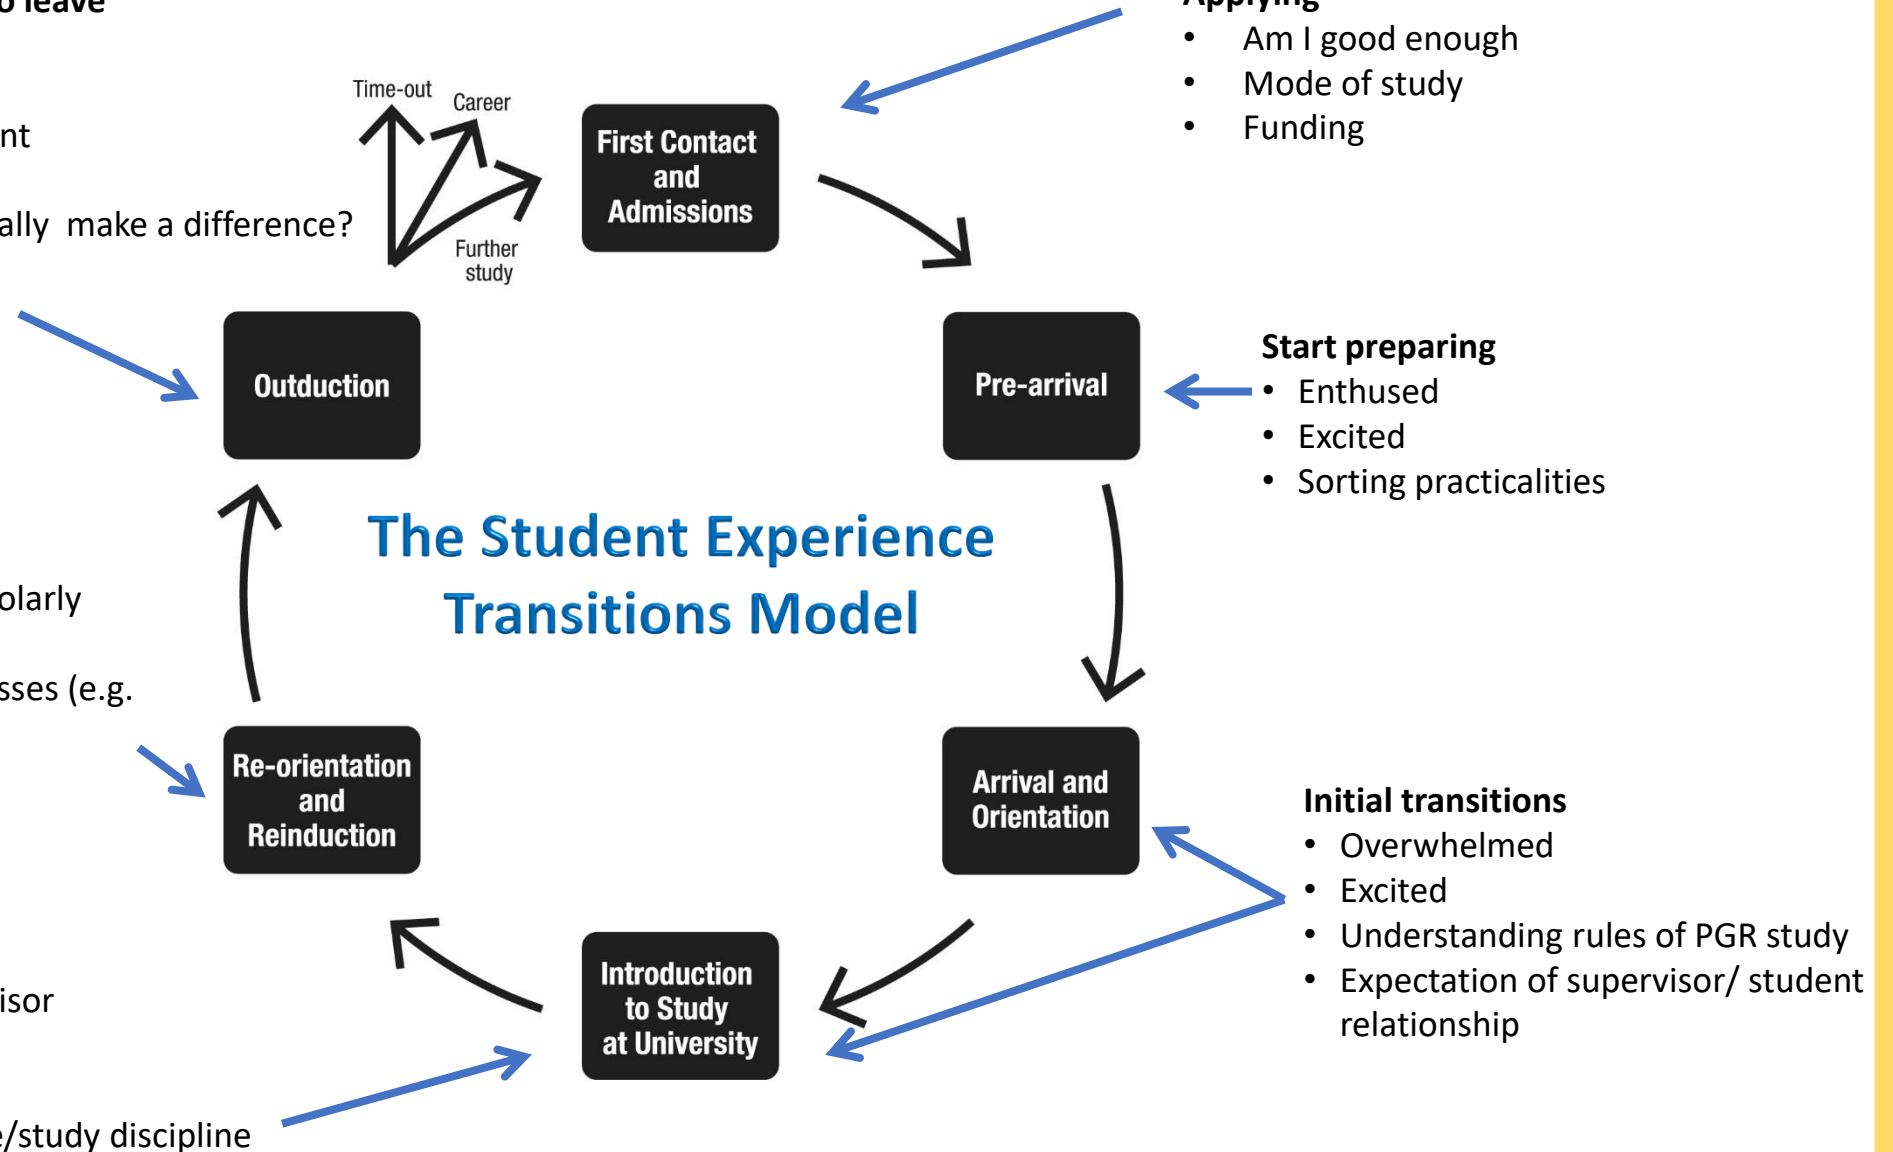 o leave
Applying
• Am I good enough
• Mode of study
• Funding
nt
ally make a difference?
Time-out
Career
Further
study
First Contact
and
Admissions
Outduction
Pre-arrival
Start preparing
• Enthused
• Excited
• Sorting practicalities
The Student Experience
Transitions Model
olarly
sses (e.g.
Re-orientation
and
Reinduction
Arrival and
Orientation
Initial transitions
• Overwhelmed
• Excited
• Understanding rules of PGR study
• Expectation of supervisor/ student
relationship
Introduction
to Study
at University
isor
e/study discipline